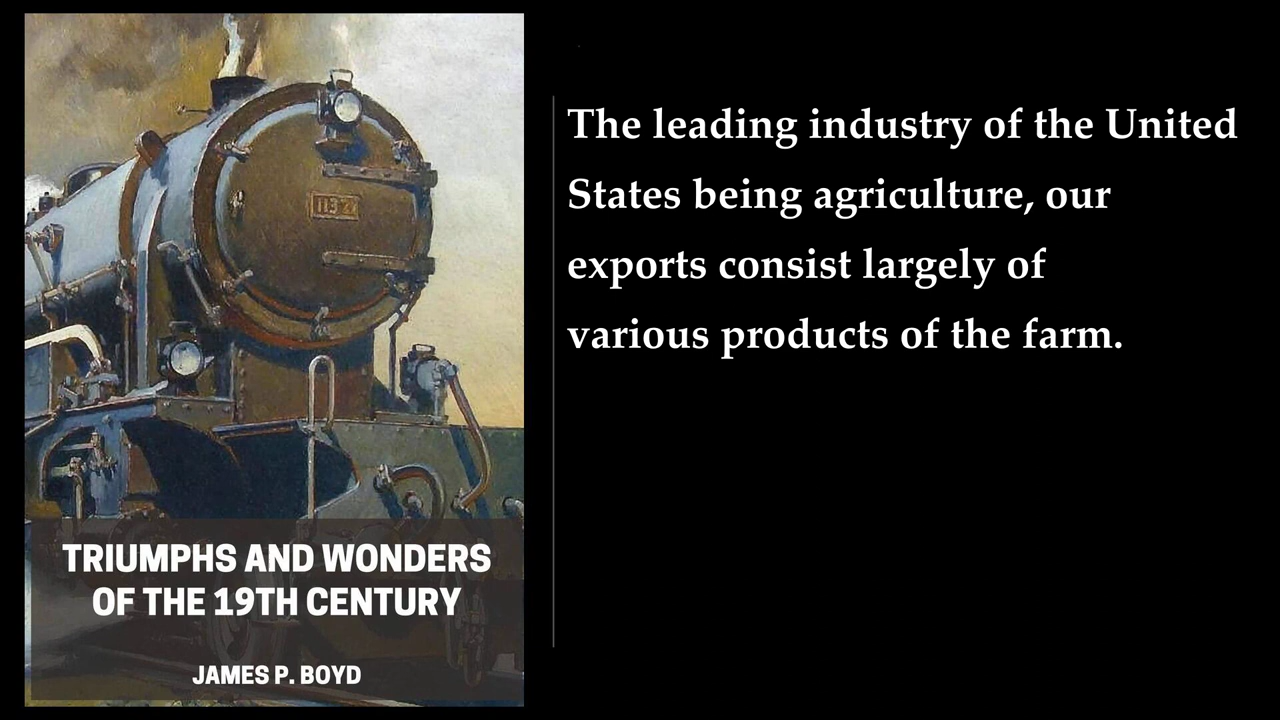 The leading industry of the United
States being agriculture, our
exports consist largely of
various products of the farm.
TRIUMPHS AND WONDERS
OF THE 19TH CENTURY
JAMES P. BOYD